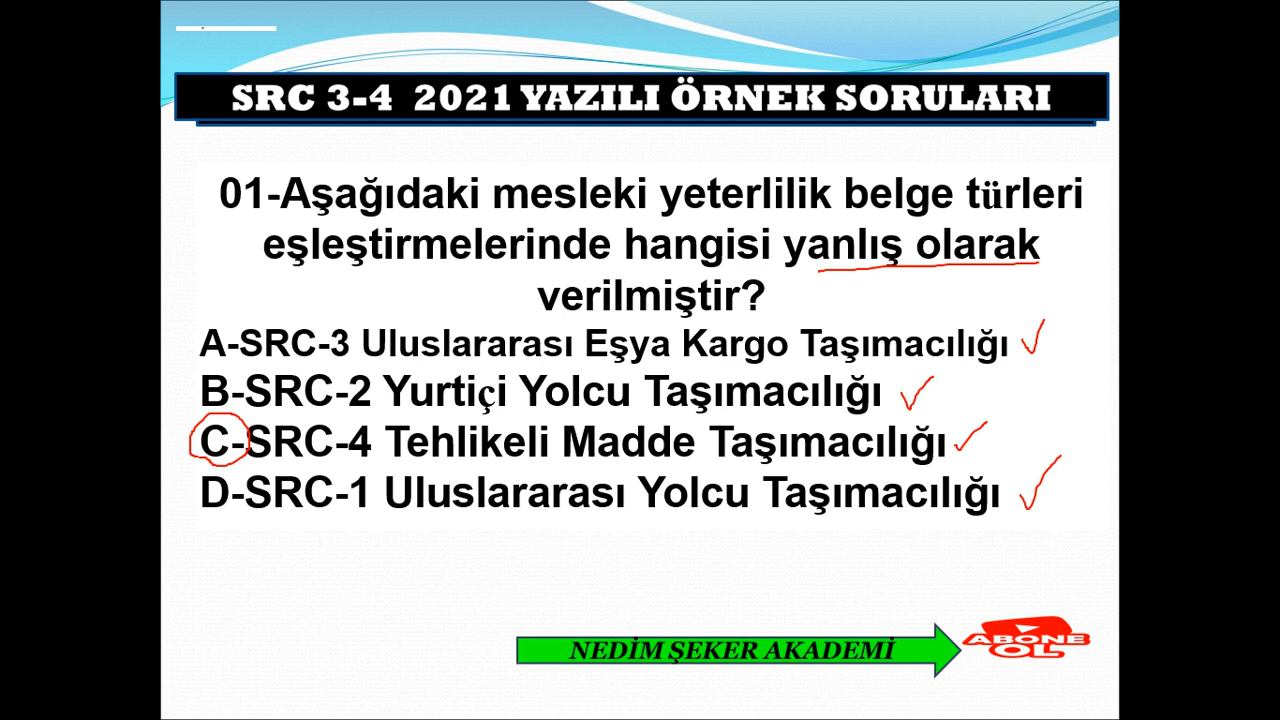 SRC 3-4 2021 YAZILI ÖRNEK SORULARI
01-Aşağıdaki mesleki yeterlilik belge türleri
eşleştirmelerinde hangisi yanlış olarak
verilmiştir?
A-SRC-3 Uluslararası Eşya Kargo Taşımacılığı
B-SRC-2 Yurtiçi Yolcu Taşımacılığı
C-SRC-4 Tehlikeli Madde Taşımacılığı
D-SRC-1 Uluslararası Yolcu Taşımacılığı
NEDİM ŞEKER AKADEMİ
ABONE
OL